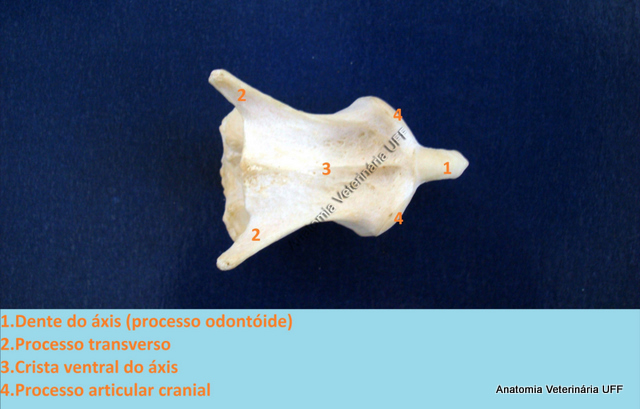 2
4
Anatomia Veterinária UFF
3
1
2
4
1.Dente do áxis (processo odontóide)
2.Processo transverso
3.Crista ventral do áxis
4.Processo articular cranial
Anatomia Veterinária UFF